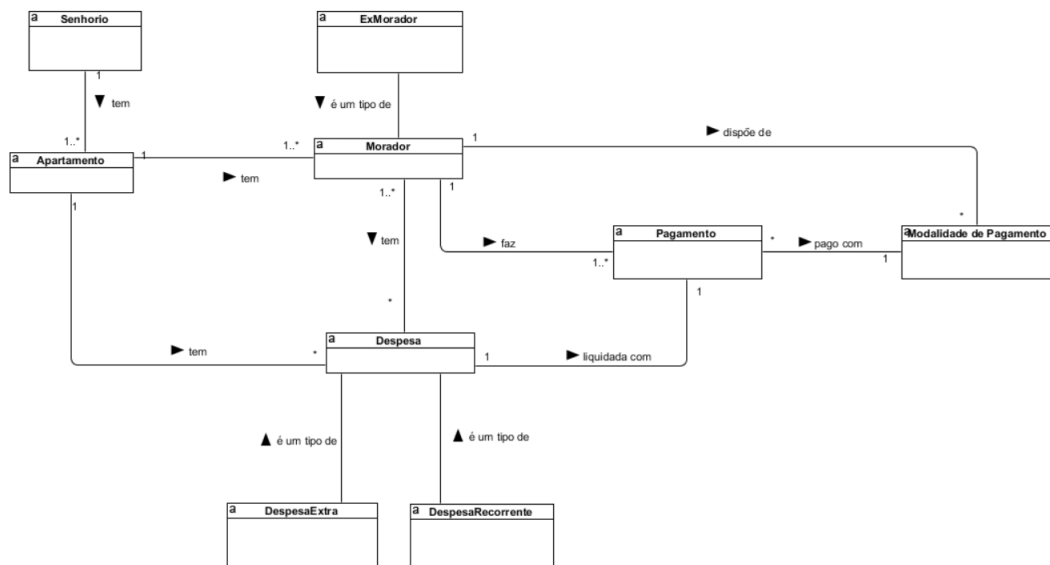 a Senhorio
a ExMorador
1
tem
é um tipo de
1..*
1..*
a Morador
1
dispõe de
a Apartamento
1
tem
1
1..*
1
tem
faz
1..*
a Pagamento
*
pago com
1
*
a Modalidade de Pagamento
1
*
a Despesa
tem
*
1
liquidada com
é um tipo de
é um tipo de
a DespesaExtra
a DespesaRecorrente